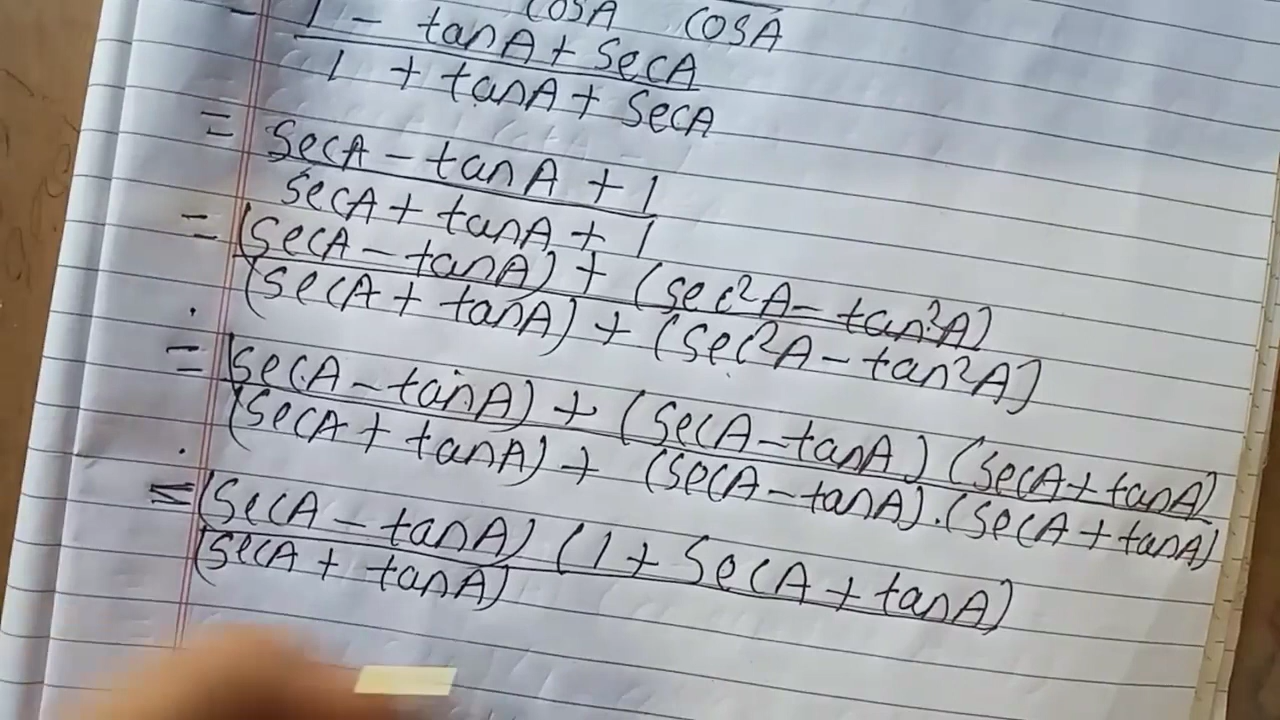 cosA cosA
1 - tanA + secA
1 + tanA + secA
= secA - tanA + 1
secA + tanA + 1
= (secA - tanA) + (sec²A - tan²A)
(secA + tanA) + (sec²A - tan²A)
= (secA - tanA) + (secA - tanA) (secA + tanA)
(secA + tanA) + (secA - tanA).(secA + tanA)
= (secA - tanA) (1 + secA + tanA)
(secA + tanA)